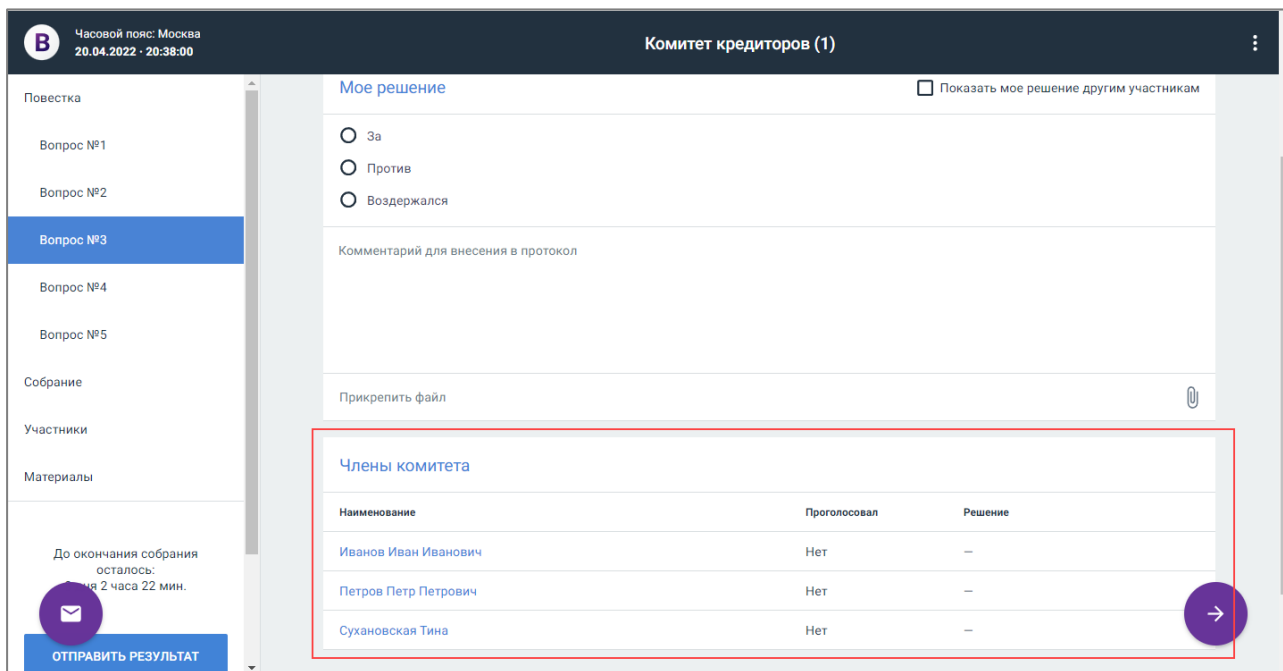 B
Часовой пояс: Москва
20.04.2022 · 20:38:00
Комитет кредиторов (1)
Повестка
Вопрос №1
Вопрос №2
Вопрос №3
Вопрос №4
Вопрос №5
Собрание
Участники
Материалы
До окончания собрания
осталось:
2 часа 22 мин.
ОТПРАВИТЬ РЕЗУЛЬТАТ
Мое решение
Показать мое решение другим участникам
За
Против
Воздержался
Комментарий для внесения в протокол
Прикрепить файл
Члены комитета
Наименование Проголосовал Решение
Иванов Иван Иванович Нет —
Петров Петр Петрович Нет —
Сухановская Тина Нет —